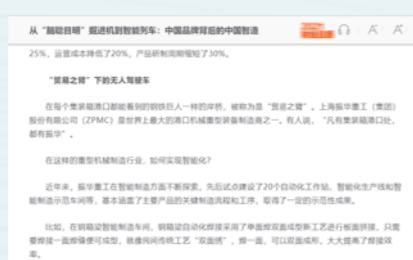 从“脑聪目明”掘进机到智能列车：中国品牌背后的中国智造
25%，运营成本降低了20%，产品研制周期缩短了30%。
“贸易之臂”下的无人驾驶车
在每个集装箱港口都能看到的钢铁巨人一样的岸桥，被称为是“贸易之臂”。上海振华重工（集团）
股份有限公司（ZPMC）是世界上最大的港口机械重型装备制造商之一。有人说，“凡有集装箱港口处，
都有振华”。
在这样的重型机械制造行业，如何实现智能化？
近年来，振华重工在智能制造方面不断探索，先后试点建设了20个自动化工作站、智能化生产线和智
能制造示范车间等，基本涵盖了主要产品的关键制造流程和工序，取得了一定的示范性成果。
比如，在钢箱梁智能制造车间，钢箱梁自动化焊接采用了单面焊双面成型新工艺进行板面拼接，只需
要焊接一面焊缝便可成型，就像民间传统工艺“双面绣”，焊一面，可以双面成形，大大提高了焊接效
率。